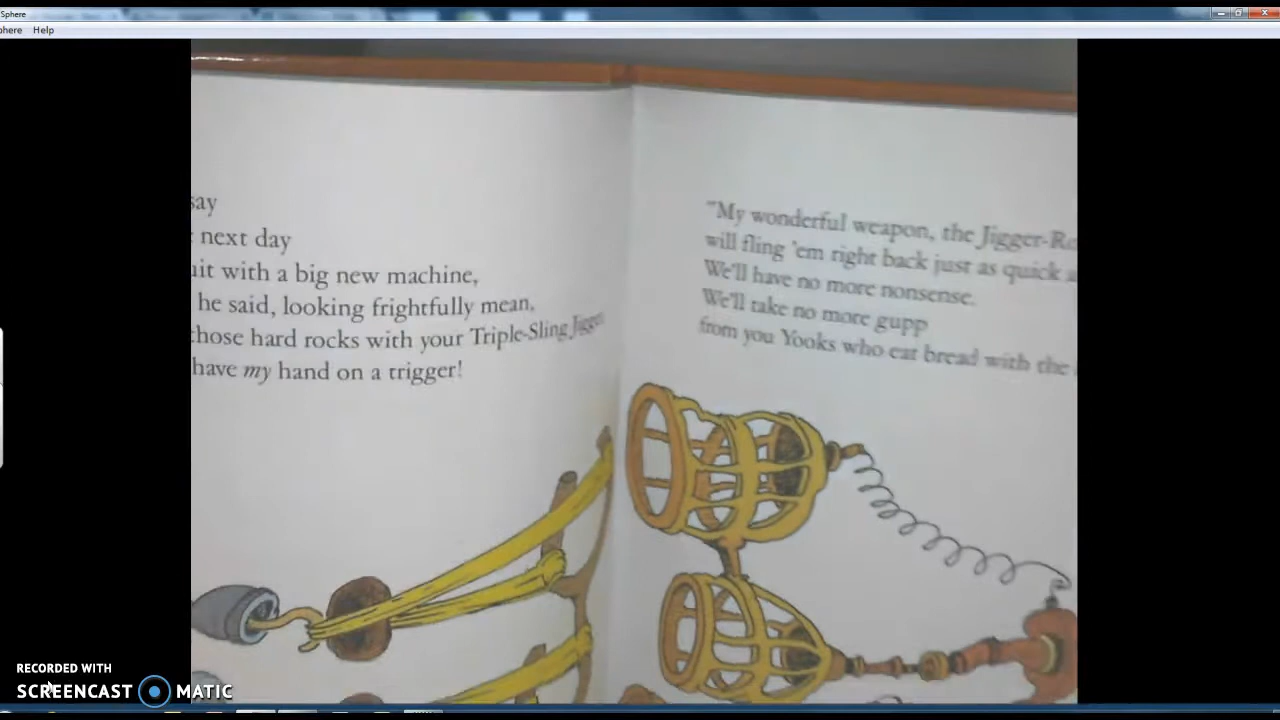 Sphere
Help
say
next day
with a big new machine,
he said, looking frightfully mean,
hose hard rocks with your Triple-Sling Jigger
have my hand on a trigger!
"My wonderful weapon, the Jigger-Ro
will fling 'em right back just as quick a
We'll have no more nonsense.
We'll take no more gupp
from you Yooks who eat bread with the
RECORDED WITH
SCREENCAST MATIC